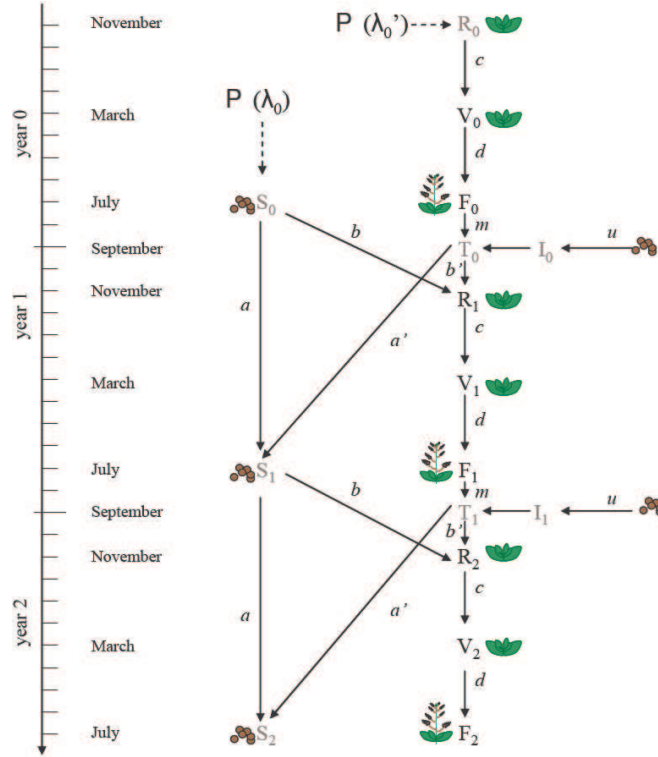 November
P (λ₀')
R₀
c
P (λ₀)
year 0
March
V₀
d
July
S₀
F₀
b
m
September
T₀
I₀
u
b'
November
R₁
year 1
a
a'
c
March
V₁
d
July
S₁
F₁
b
m
September
T₁
I₁
u
b'
November
R₂
year 2
a
a'
c
March
V₂
d
July
S₂
F₂